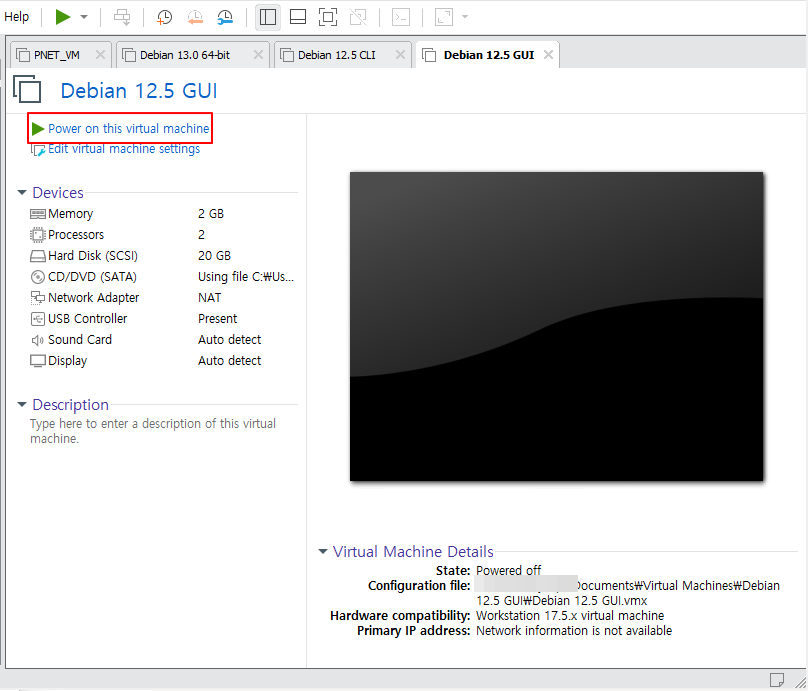 Help
PNET_VM
Debian 13.0 64-bit
Debian 12.5 CLI
Debian 12.5 GUI
Debian 12.5 GUI
Power on this virtual machine
Edit virtual machine settings
Devices
Memory 2 GB
Processors 2
Hard Disk (SCSI) 20 GB
CD/DVD (SATA) Using file C:₩Us...
Network Adapter NAT
USB Controller Present
Sound Card Auto detect
Display Auto detect
Description
Type here to enter a description of this virtual
machine.
Virtual Machine Details
State: Powered off
Configuration file: Documents₩Virtual Machines₩Debian
12.5 GUI₩Debian 12.5 GUI.vmx
Hardware compatibility: Workstation 17.5.x virtual machine
Primary IP address: Network information is not available